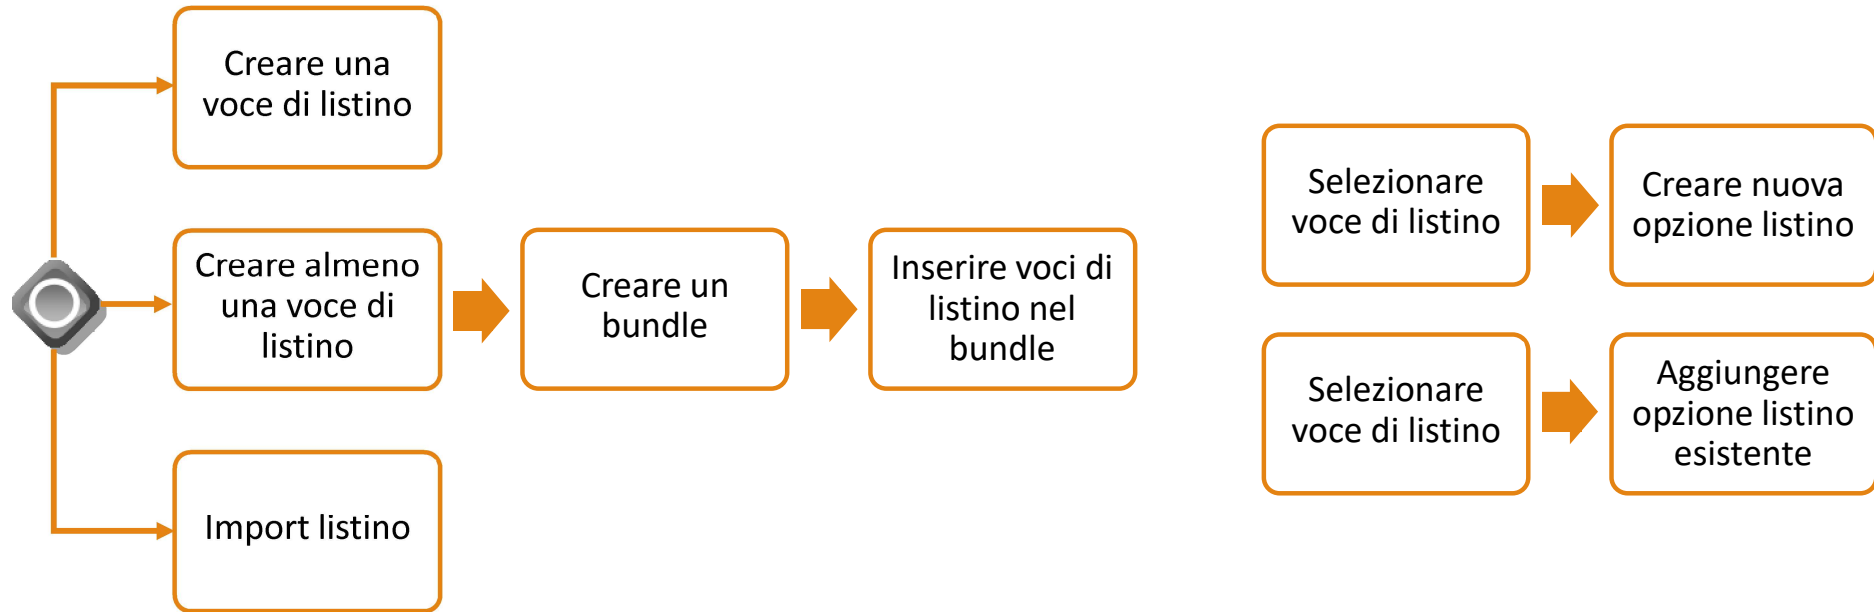 Creare una
voce di listino
Creare almeno
una voce di
listino
Creare un
bundle
Inserire voci di
listino nel
bundle
Import listino
Selezionare
voce di listino
Creare nuova
opzione listino
Selezionare
voce di listino
Aggiungere
opzione listino
esistente